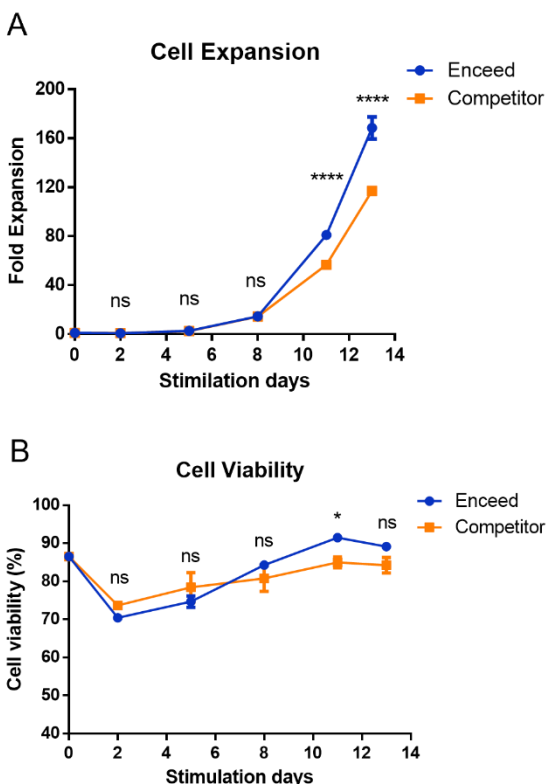 A
Cell Expansion
Enceed
Competitor
Fold Expansion
200
160
120
80
40
0
ns
ns
ns
****
****
0 2 4 6 8 10 12 14
Stimilation days
B
Cell Viability
Enceed
Competitor
Cell viability (%)
100
90
80
70
60
50
40
ns
ns
ns
*
ns
0 2 4 6 8 10 12 14
Stimulation days